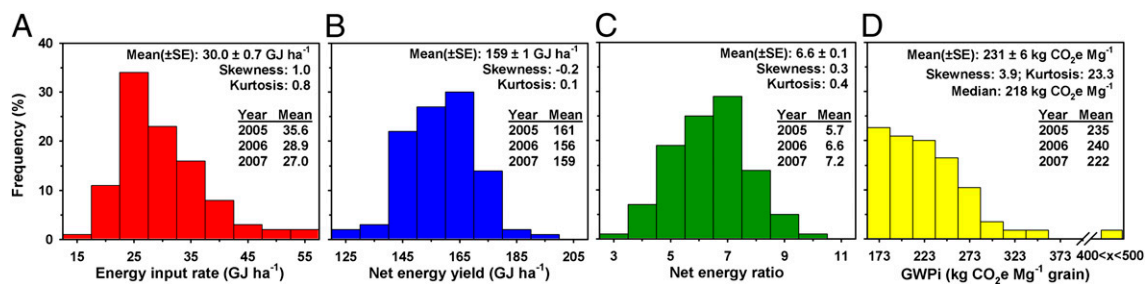 A
Mean(±SE): 30.0 ± 0.7 GJ ha⁻¹
Skewness: 1.0
Kurtosis: 0.8
Year Mean
2005 35.6
2006 28.9
2007 27.0
Frequency (%)
40
30
20
10
0
15 25 35 45 55
Energy input rate (GJ ha⁻¹)
B
Mean(±SE): 159 ± 1 GJ ha⁻¹
Skewness: -0.2
Kurtosis: 0.1
Year Mean
2005 161
2006 156
2007 159
125 145 165 185 205
Net energy yield (GJ ha⁻¹)
C
Mean(±SE): 6.6 ± 0.1
Skewness: 0.3
Kurtosis: 0.4
Year Mean
2005 5.7
2006 6.6
2007 7.2
3 5 7 9 11
Net energy ratio
D
Mean(±SE): 231 ± 6 kg CO₂e Mg⁻¹
Skewness: 3.9; Kurtosis: 23.3
Median: 218 kg CO₂e Mg⁻¹
Year Mean
2005 235
2006 240
2007 222
173 223 273 323 373 400<x<500
GWPi (kg CO₂e Mg⁻¹ grain)